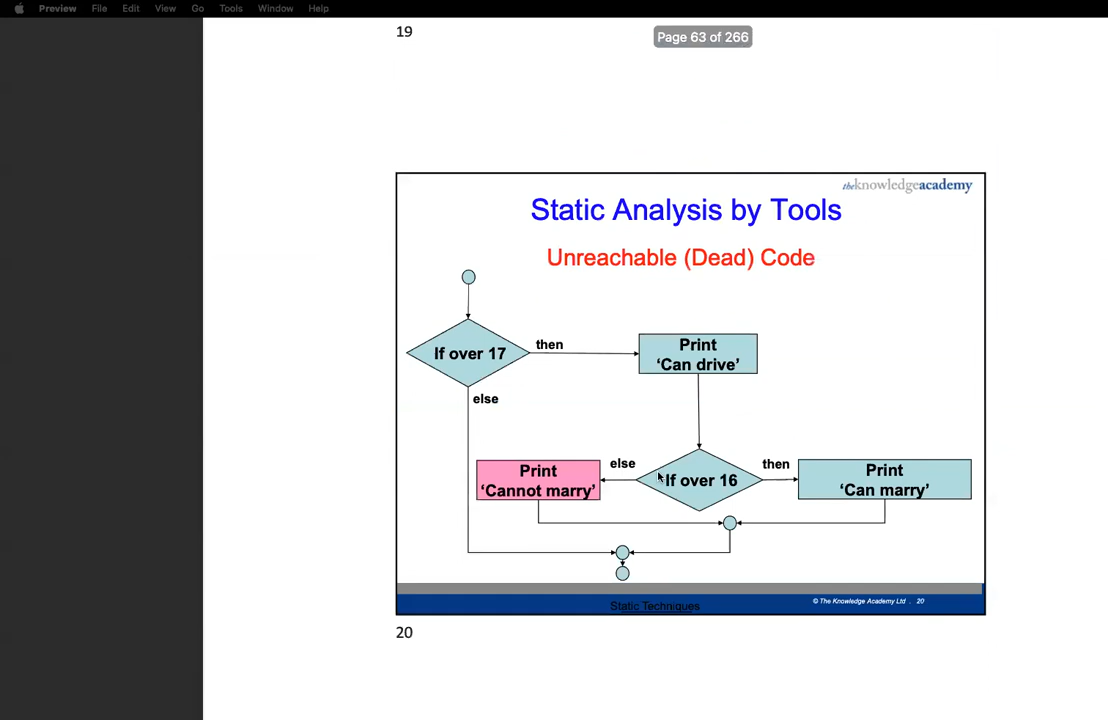 Preview File Edit View Go Tools Window Help
19
Page 63 of 266
theknowledgeacademy
Static Analysis by Tools
Unreachable (Dead) Code
If over 17
then
Print
‘Can drive’
else
Print
‘Cannot marry’
else
If over 16
then
Print
‘Can marry’
Static Techniques
© The Knowledge Academy Ltd . 20
20